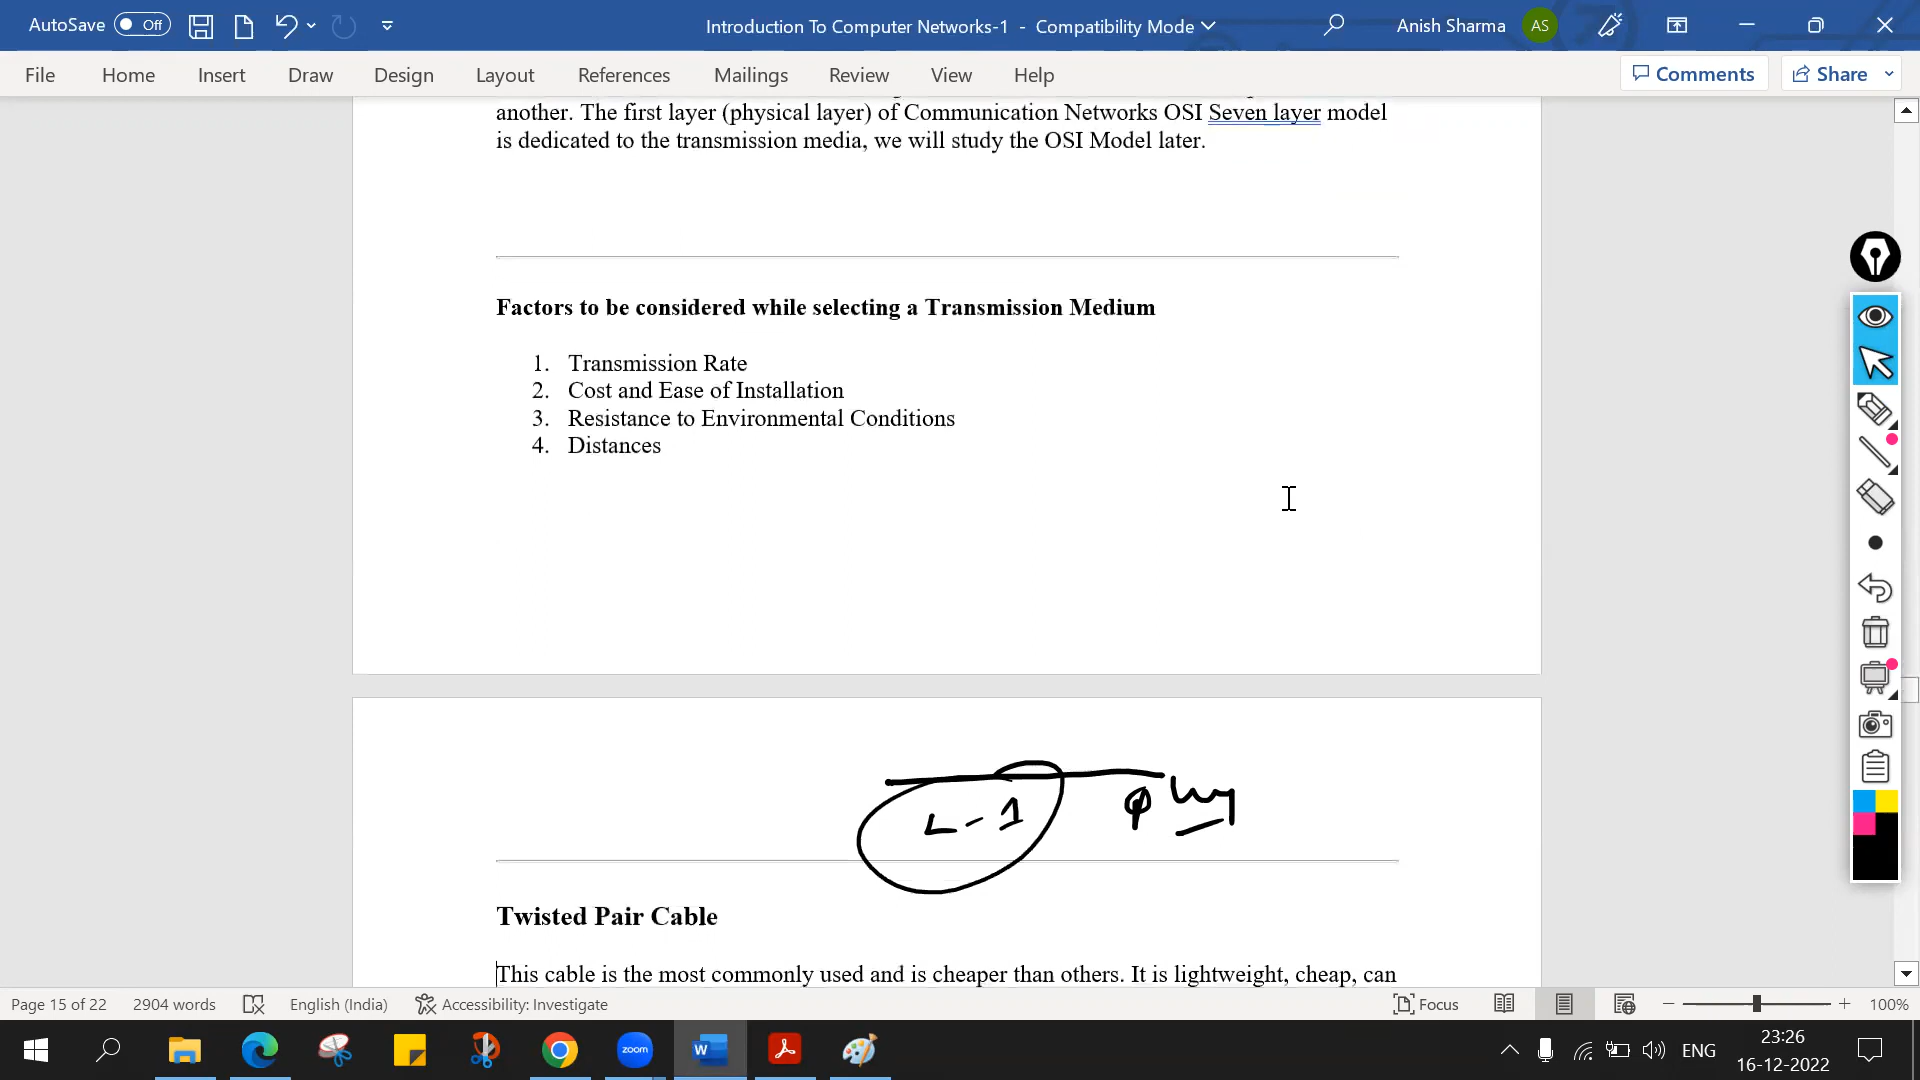 AutoSave Off
Introduction To Computer Networks-1 - Compatibility Mode
Anish Sharma AS
File Home Insert Draw Design Layout References Mailings Review View Help
Comments Share
another. The first layer (physical layer) of Communication Networks OSI Seven layer model
is dedicated to the transmission media, we will study the OSI Model later.
Factors to be considered while selecting a Transmission Medium
1. Transmission Rate
2. Cost and Ease of Installation
3. Resistance to Environmental Conditions
4. Distances
L-1 Phy
Twisted Pair Cable
This cable is the most commonly used and is cheaper than others. It is lightweight, cheap, can
Page 15 of 22 2904 words English (India) Accessibility: Investigate Focus 100%
zoom
W
ENG
23:26
16-12-2022